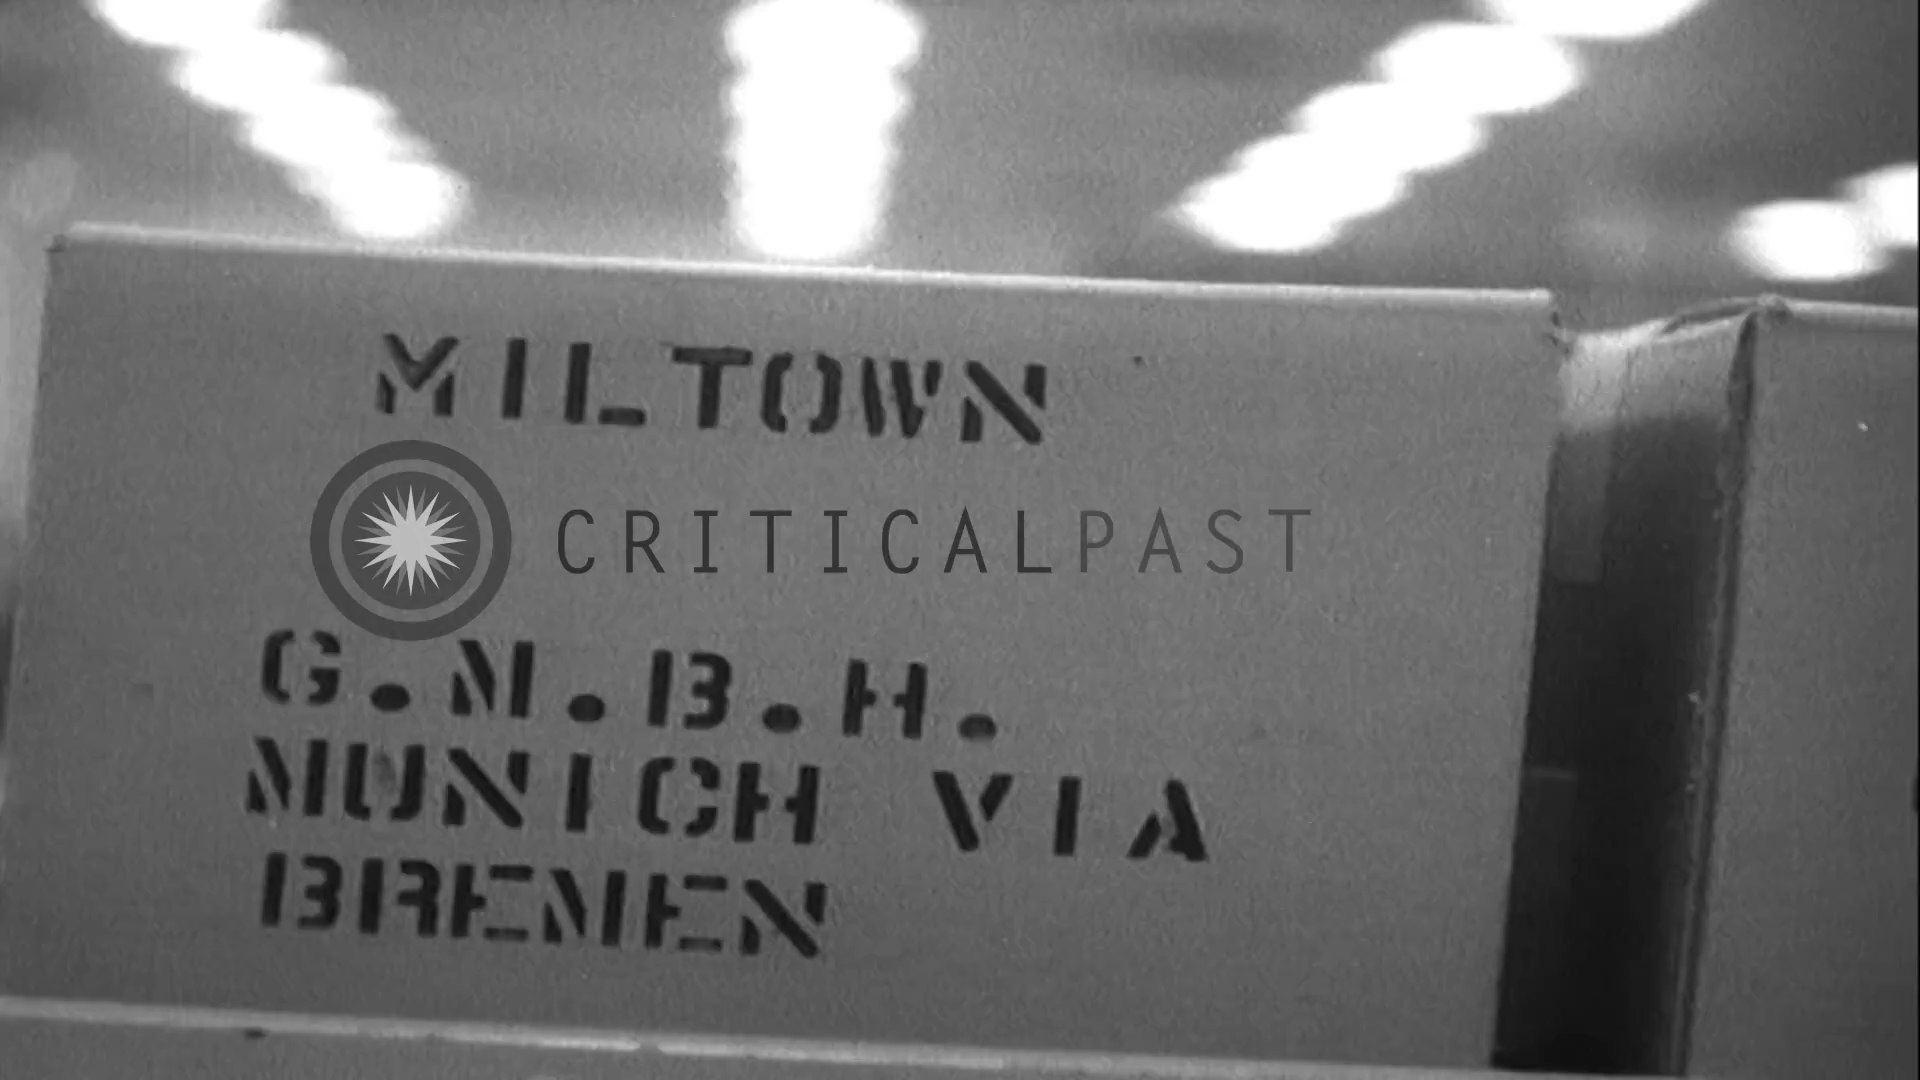 MILTOWN
CRITICALPAST
G.M.B.H.
MUNICH VIA
BREMEN